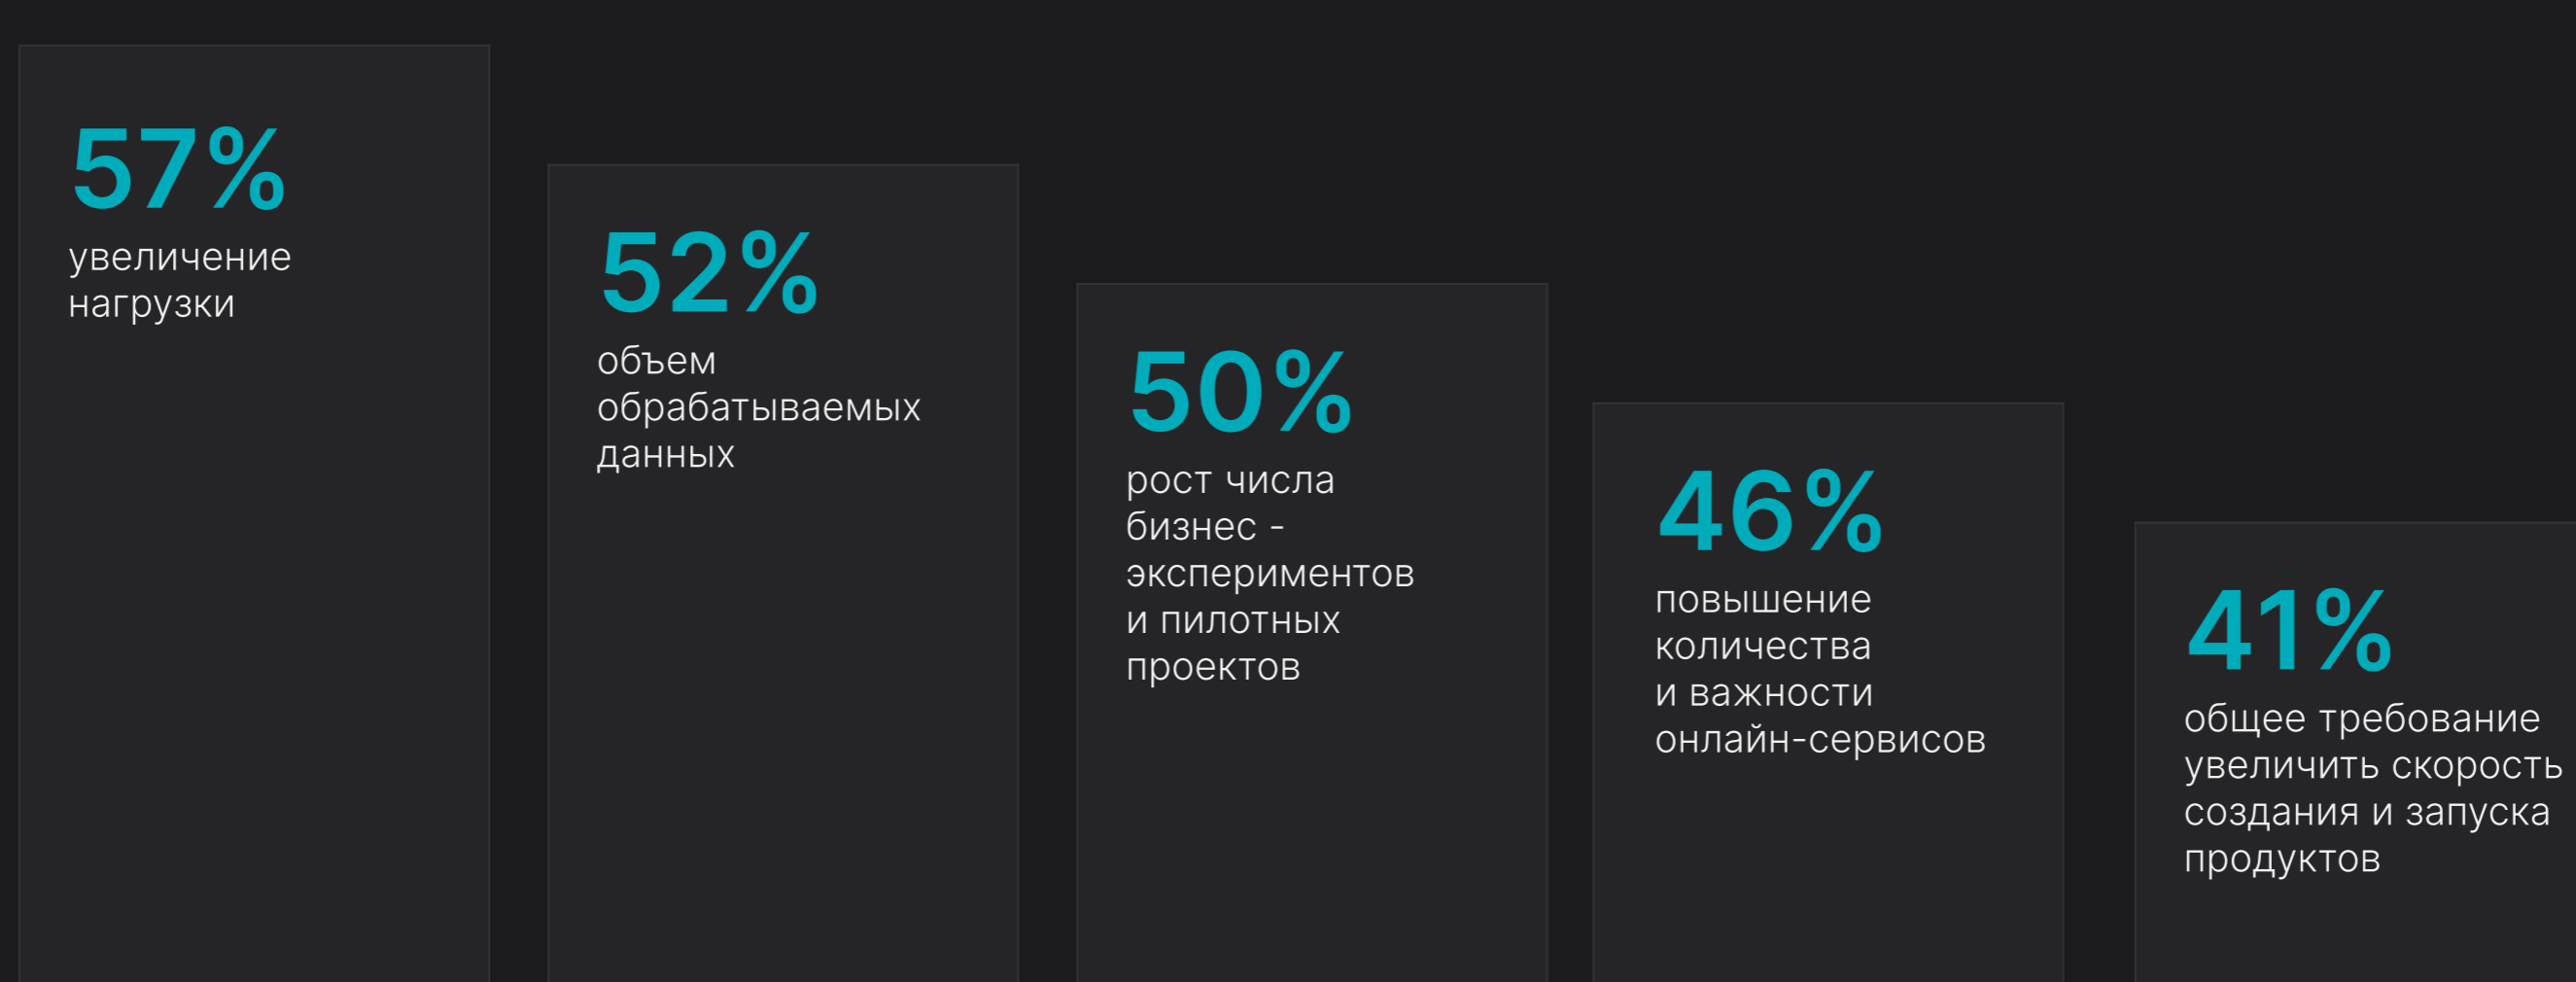 57%
увеличение
нагрузки
52%
объем
обрабатываемых
данных
50%
рост числа
бизнес -
экспериментов
и пилотных
проектов
46%
повышение
количества
и важности
онлайн-сервисов
41%
общее требование
увеличить скорость
создания и запуска
продуктов